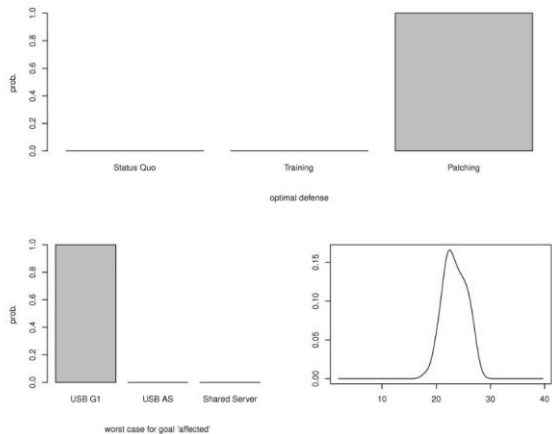 prob.
1.0
0.8
0.6
0.4
0.2
0.0
Status Quo Training Patching
optimal defense
prob.
1.0
0.8
0.6
0.4
0.2
0.0
USB G1 USB AS Shared Server
worst case for goal 'affected'
0.15
0.10
0.05
0.00
10 20 30 40